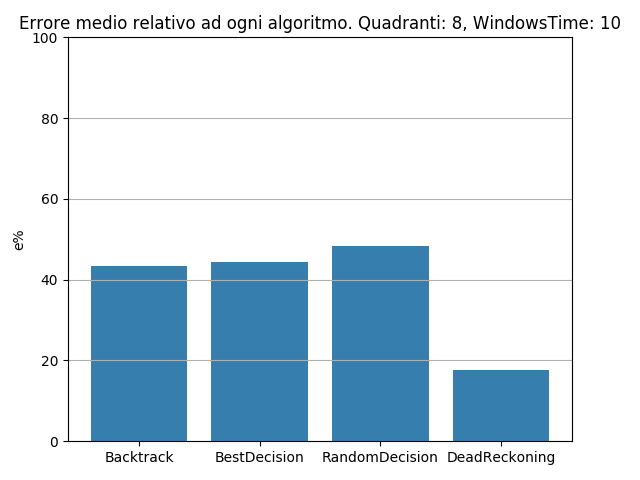 Errore medio relativo ad ogni algoritmo. Quadranti: 8, WindowsTime: 10
100
80
60
40
20
0
e%
Backtrack BestDecision RandomDecision DeadReckoning